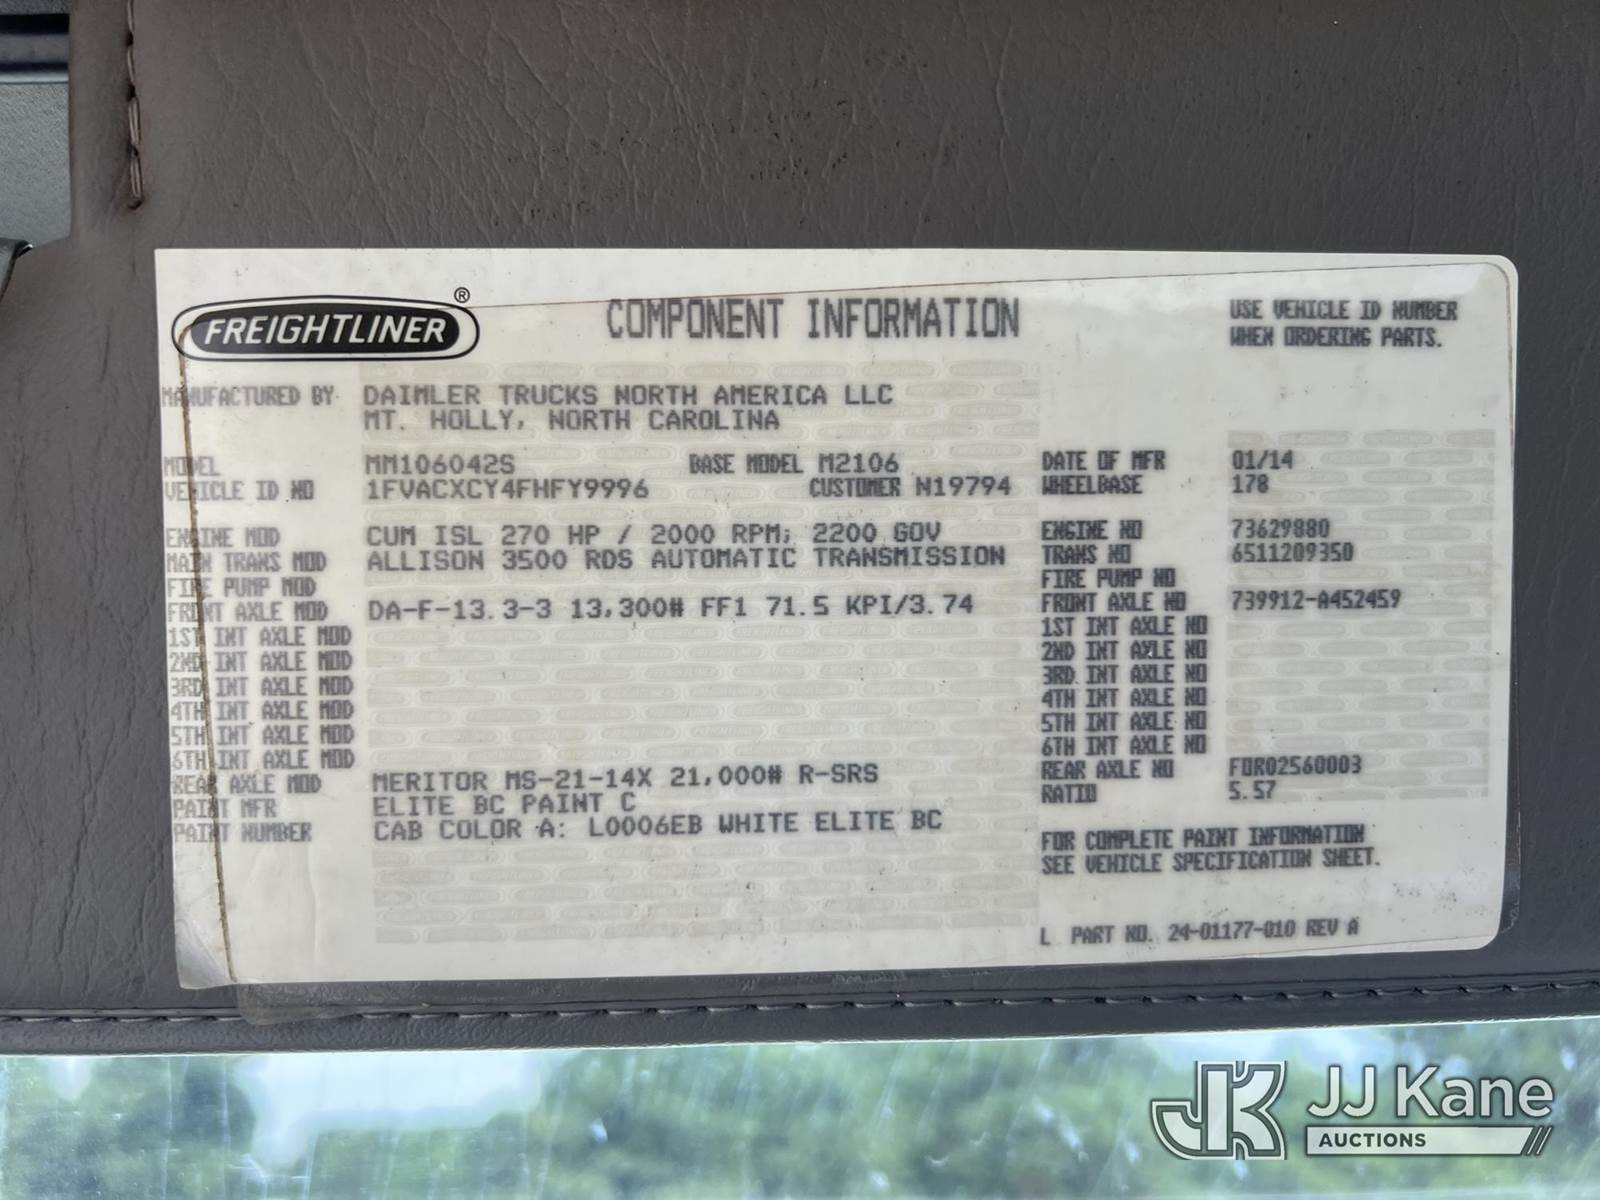 FREIGHTLINER ®
COMPONENT INFORMATION
USE VEHICLE ID NUMBER
WHEN ORDERING PARTS.
MANUFACTURED BY DAIMLER TRUCKS NORTH AMERICA LLC
MT. HOLLY, NORTH CAROLINA
MODEL MM106042S BASE MODEL M2106 DATE OF MFR 01/14
VEHICLE ID NO 1FVACXCY4FHFY9996 CUSTOMER N19794 WHEELBASE 178
ENGINE MOD CUM ISL 270 HP / 2000 RPM; 2200 GOV ENGINE NO 73629880
MAIN TRANS MOD ALLISON 3500 RDS AUTOMATIC TRANSMISSION TRANS NO 6511209350
FIRE PUMP MOD FIRE PUMP NO
FRONT AXLE MOD DA-F-13.3-3 13,300# FF1 71.5 KPI/3.74 FRONT AXLE NO 739912-A452459
1ST INT AXLE MOD 1ST INT AXLE NO
2ND INT AXLE MOD 2ND INT AXLE NO
3RD INT AXLE MOD 3RD INT AXLE NO
4TH INT AXLE MOD 4TH INT AXLE NO
5TH INT AXLE MOD 5TH INT AXLE NO
6TH INT AXLE MOD 6TH INT AXLE NO
REAR AXLE MOD MERITOR MS-21-14X 21,000# R-SRS REAR AXLE NO FOR02560003
PAINT MFR ELITE BC PAINT C RATIO 5.57
PAINT NUMBER CAB COLOR A: L0006EB WHITE ELITE BC
FOR COMPLETE PAINT INFORMATION
SEE VEHICLE SPECIFICATION SHEET.
L PART NO. 24-01177-010 REV A
JK JJ Kane
AUCTIONS